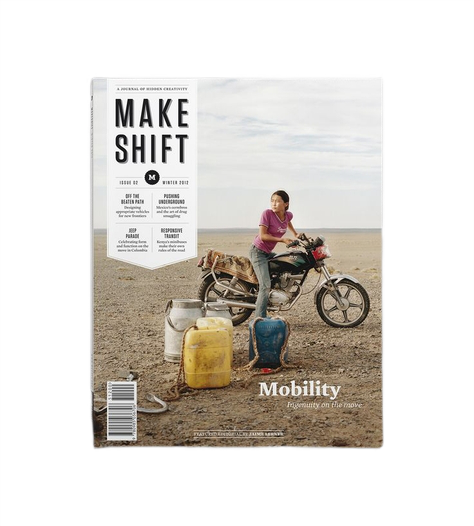 A JOURNAL OF HIDDEN CREATIVITY
MAKE
SHIFT
ISSUE 02 M WINTER 2012
OFF THE
BEATEN PATH
Designing
appropriate vehicles
for new frontiers
PUSHING
UNDERGROUND
Mexico's
and the art of drug
smuggling
JEEP
PARADE
Celebrating form
and function on the
move in Colombia
RESPONSIVE
TRANSIT
Kenya's minibuses
make their own
rules of the road
Mobility
Ingenuity on the move